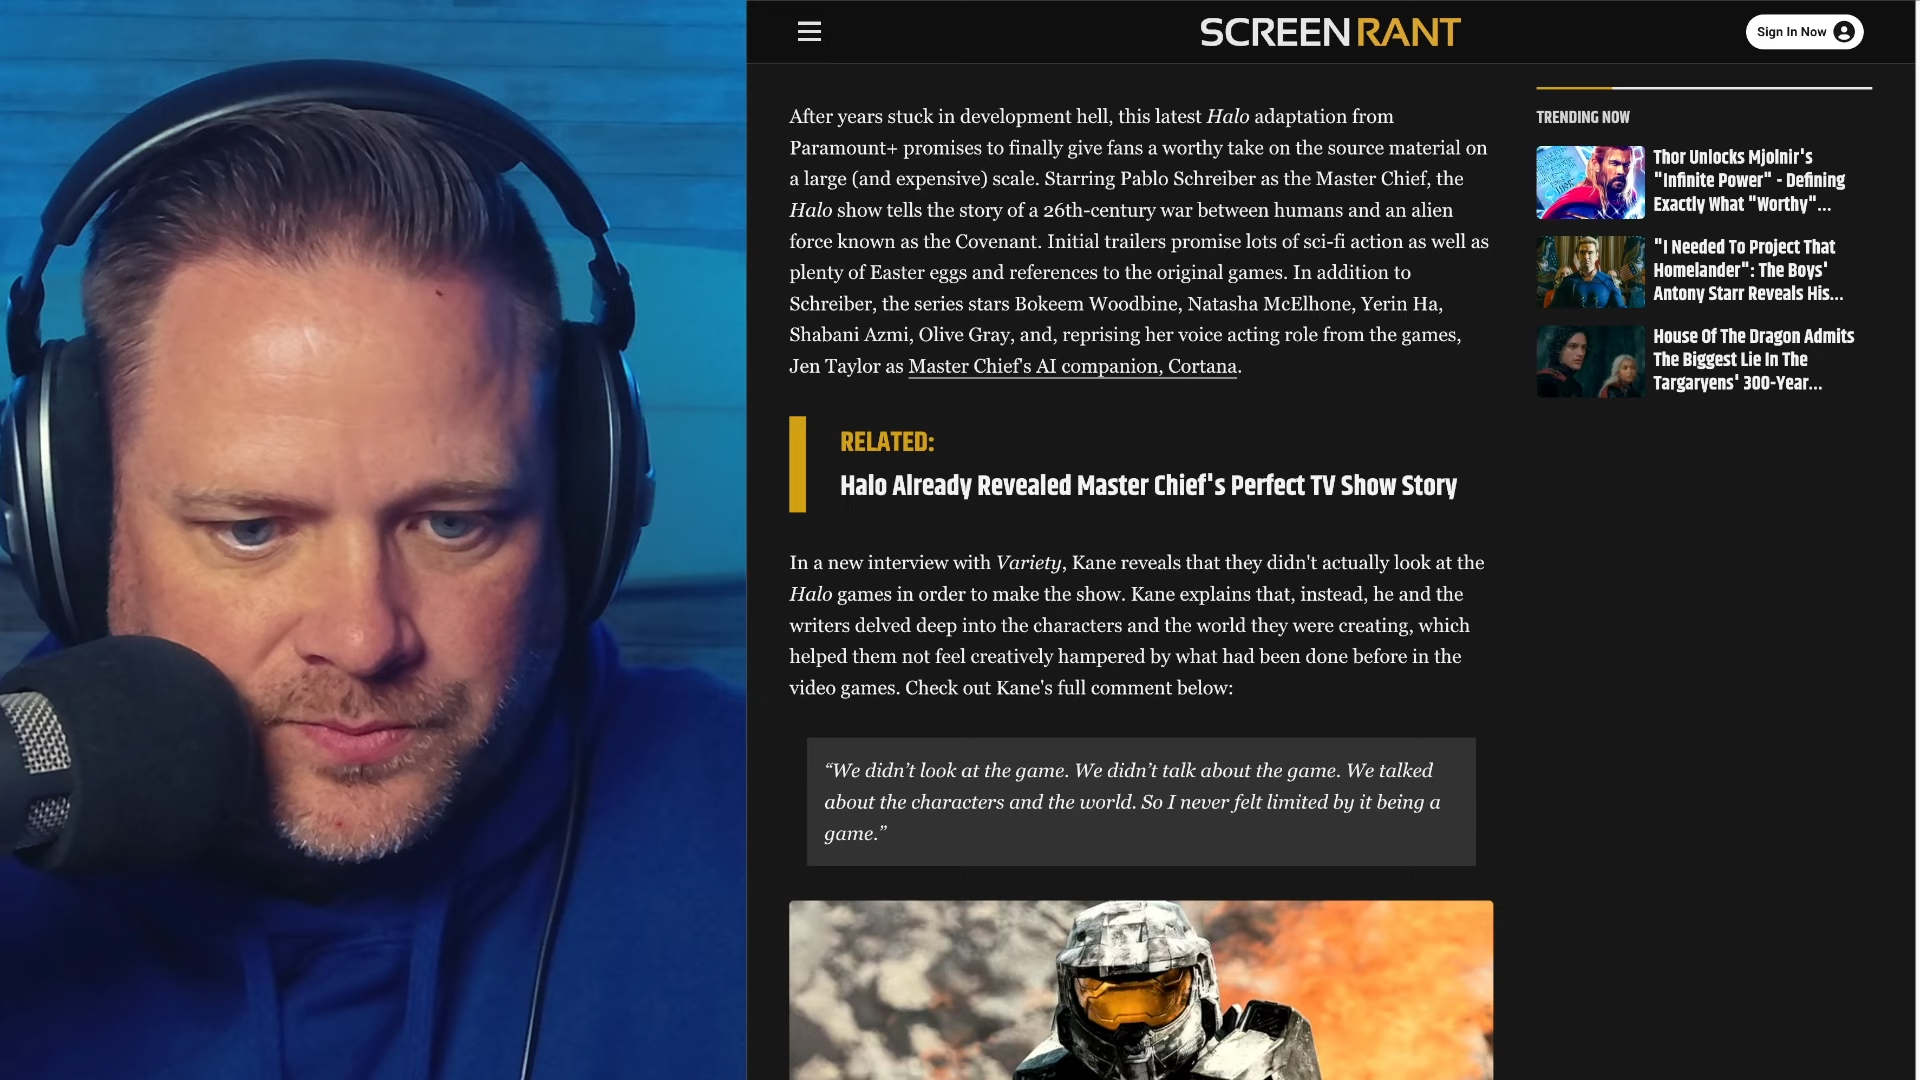 SCREENRANT
Sign In Now
After years stuck in development hell, this latest Halo adaptation from
Paramount+ promises to finally give fans a worthy take on the source material on
a large (and expensive) scale. Starring Pablo Schreiber as the Master Chief, the
Halo show tells the story of a 26th-century war between humans and an alien
force known as the Covenant. Initial trailers promise lots of sci-fi action as well as
plenty of Easter eggs and references to the original games. In addition to
Schreiber, the series stars Bokeem Woodbine, Natasha McElhone, Yerin Ha,
Shabani Azmi, Olive Gray, and, reprising her voice acting role from the games,
Jen Taylor as Master Chief's AI companion, Cortana.
RELATED:
Halo Already Revealed Master Chief's Perfect TV Show Story
In a new interview with Variety, Kane reveals that they didn't actually look at the
Halo games in order to make the show. Kane explains that, instead, he and the
writers delved deep into the characters and the world they were creating, which
helped them not feel creatively hampered by what had been done before in the
video games. Check out Kane's full comment below:
“We didn’t look at the game. We didn’t talk about the game. We talked
about the characters and the world. So I never felt limited by it being a
game.”
TRENDING NOW
Thor Unlocks Mjolnir's
"Infinite Power" - Defining
Exactly What "Worthy"...
"I Needed To Project That
Homelander": The Boys'
Antony Starr Reveals His...
House Of The Dragon Admits
The Biggest Lie In The
Targaryens' 300-Year...